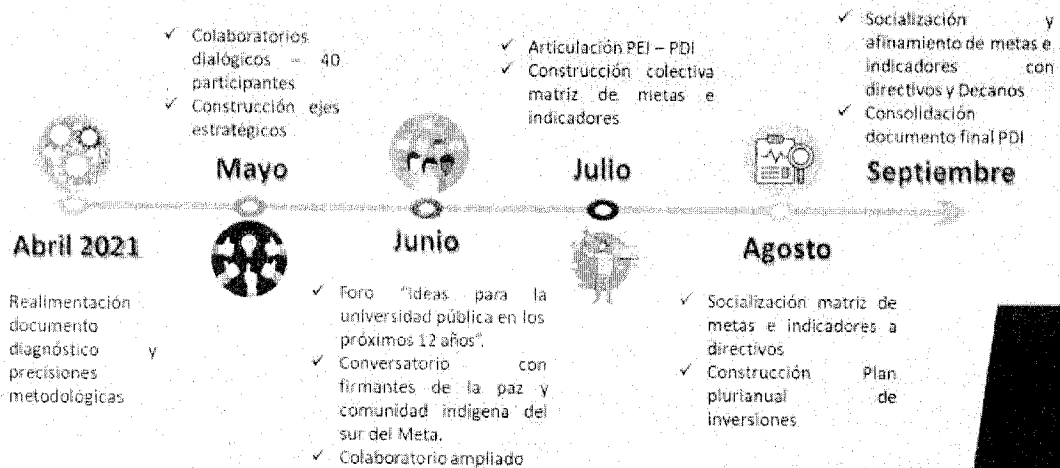 Abril 2021
Realimentación
documento
diagnóstico y
precisiones
metodológicas
✓ Colaboratorios
dialógicos – 40
participantes
✓ Construcción ejes
estratégicos
Mayo
Junio
✓ Foro "Ideas para la
universidad pública en los
próximos 12 años".
✓ Conversatorio con
firmantes de la paz y
comunidad indígena del
sur del Meta.
✓ Colaboratorio ampliado
✓ Articulación PEI – PDI
✓ Construcción colectiva
matriz de metas e
indicadores
Julio
Agosto
✓ Socialización matriz de
metas e indicadores a
directivos
✓ Construcción Plan
plurianual de
inversiones
✓ Socialización y
afinamiento de metas e
indicadores con
directivos y Decanos
✓ Consolidación
documento final PDI
Septiembre